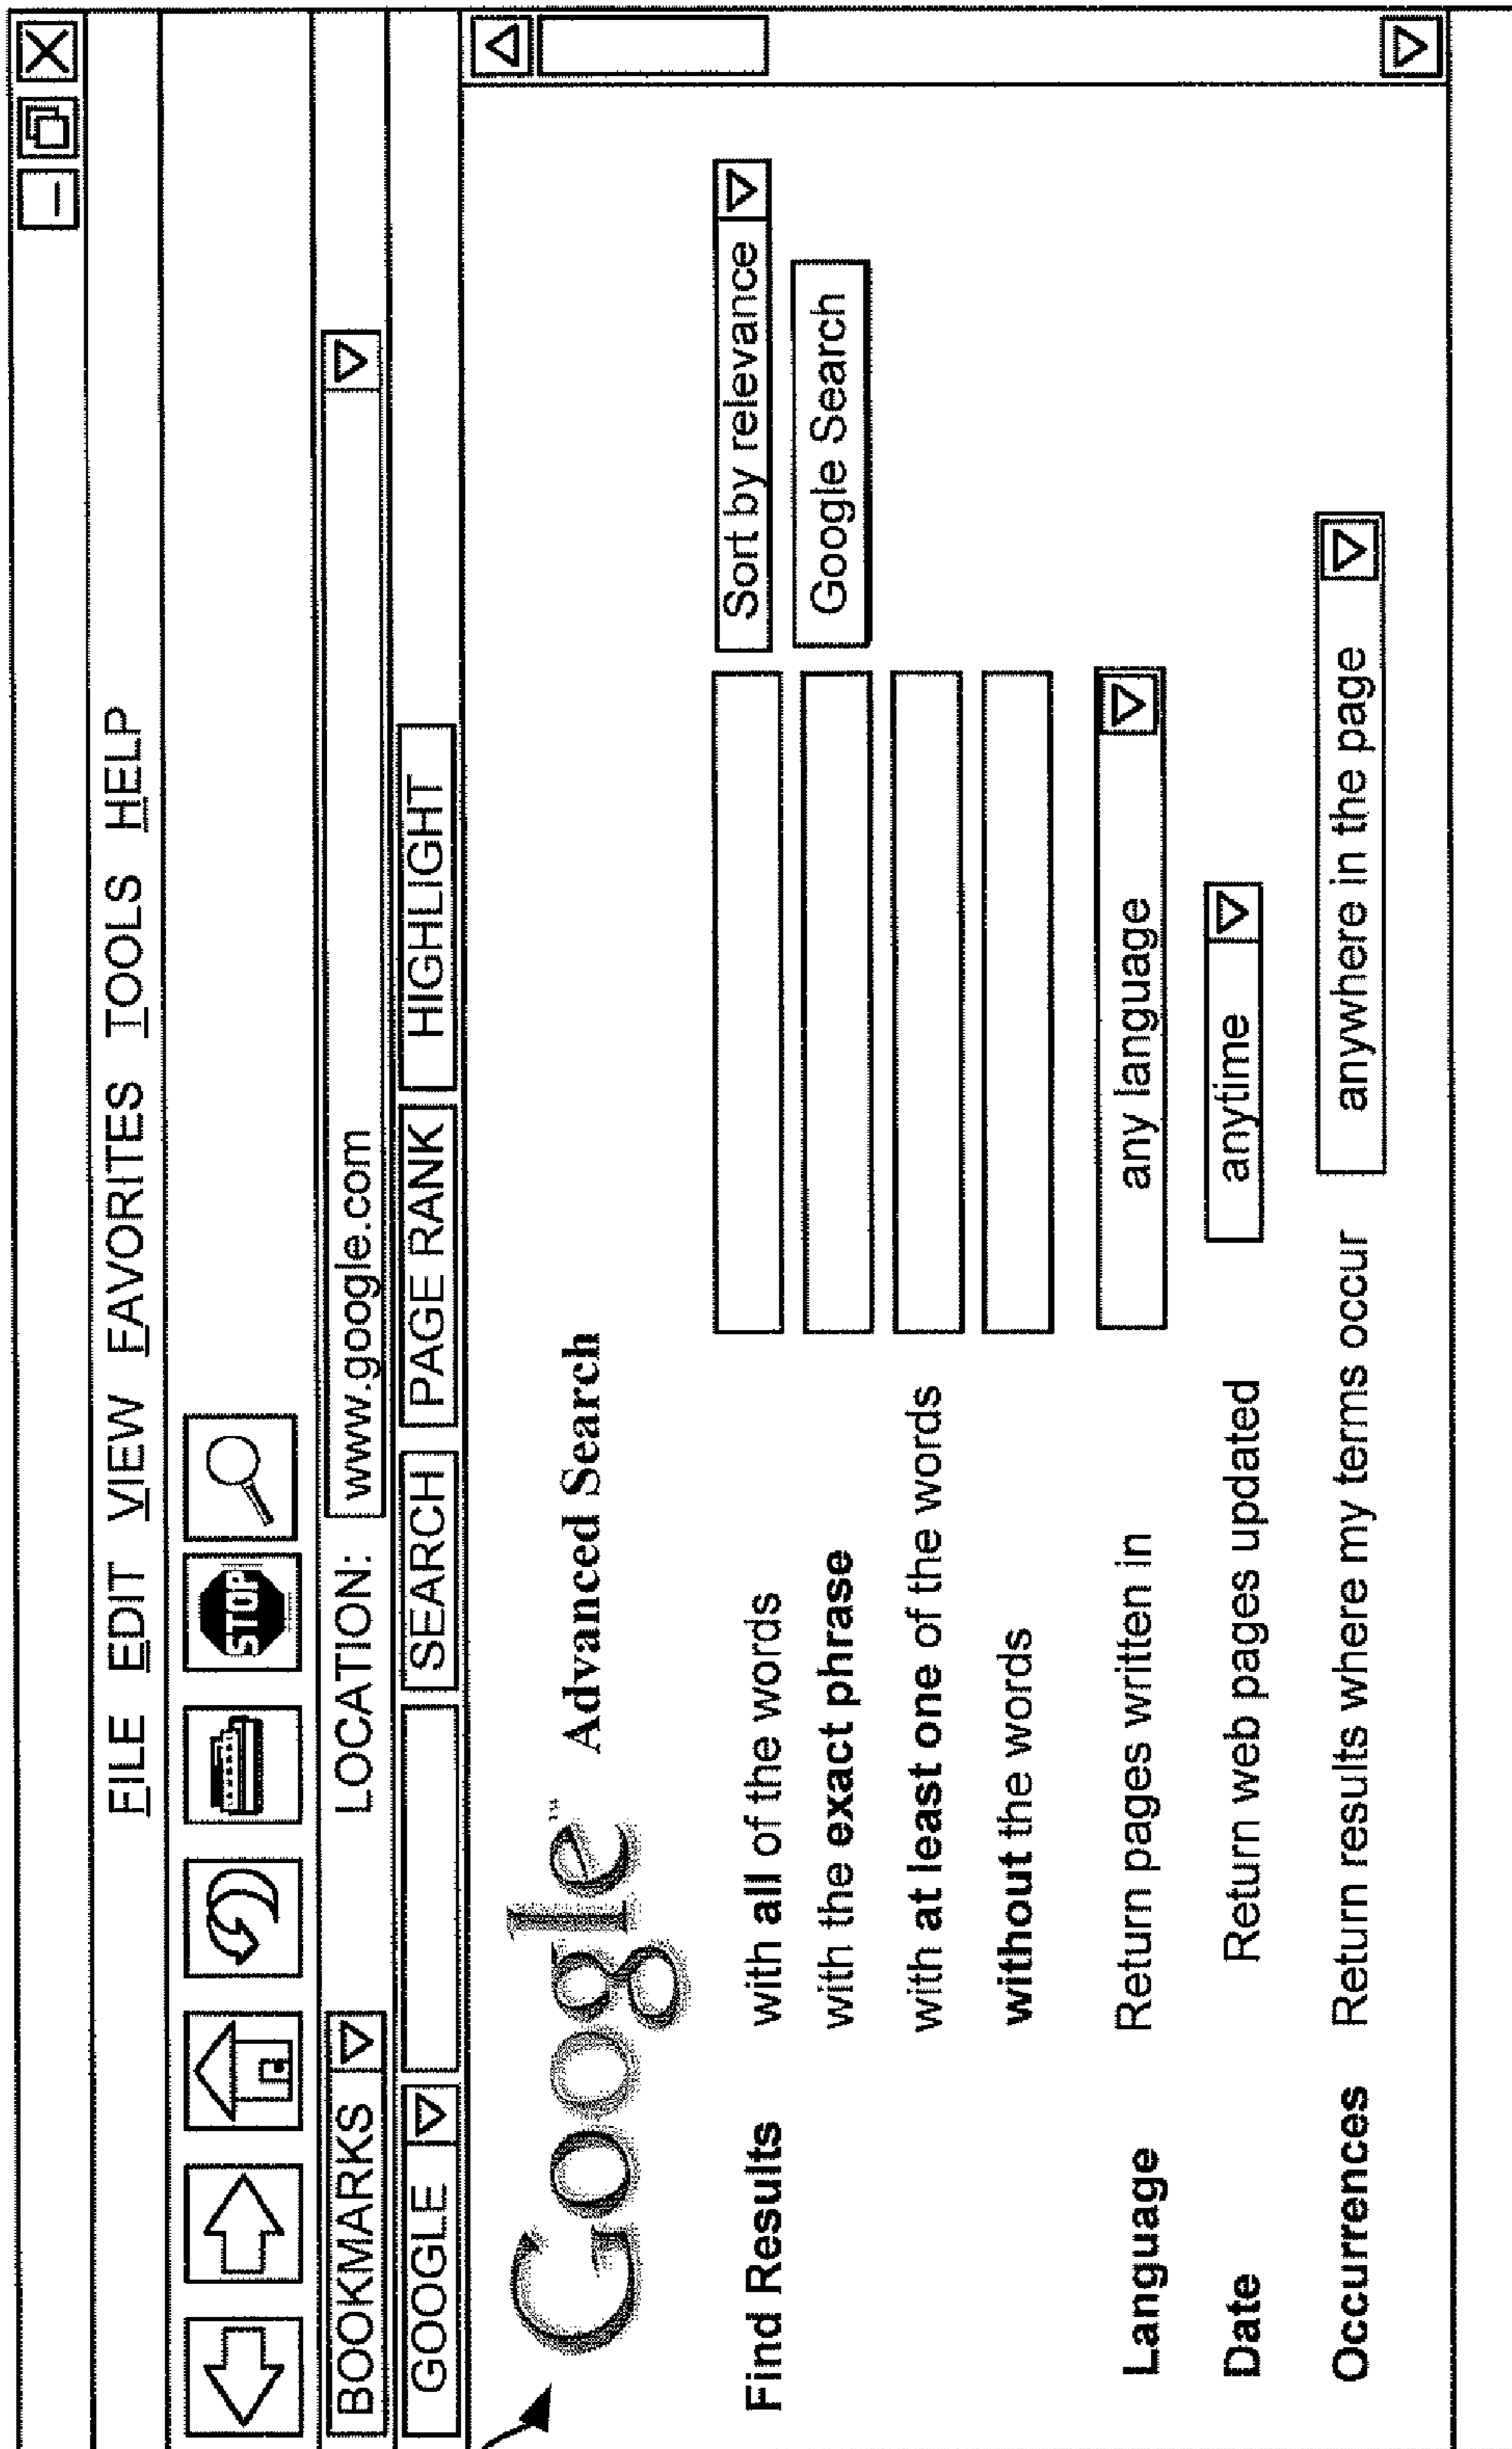 FILE EDIT VIEW FAVORITES TOOLS HELP
STOP
BOOKMARKS LOCATION: www.google.com
GOOGLE SEARCH PAGE RANK HIGHLIGHT
Google™ Advanced Search
Find Results with all of the words Sort by relevance
with the exact phrase Google Search
with at least one of the words
without the words
Language Return pages written in any language
Date Return web pages updated anytime
Occurrences Return results where my terms occur anywhere in the page